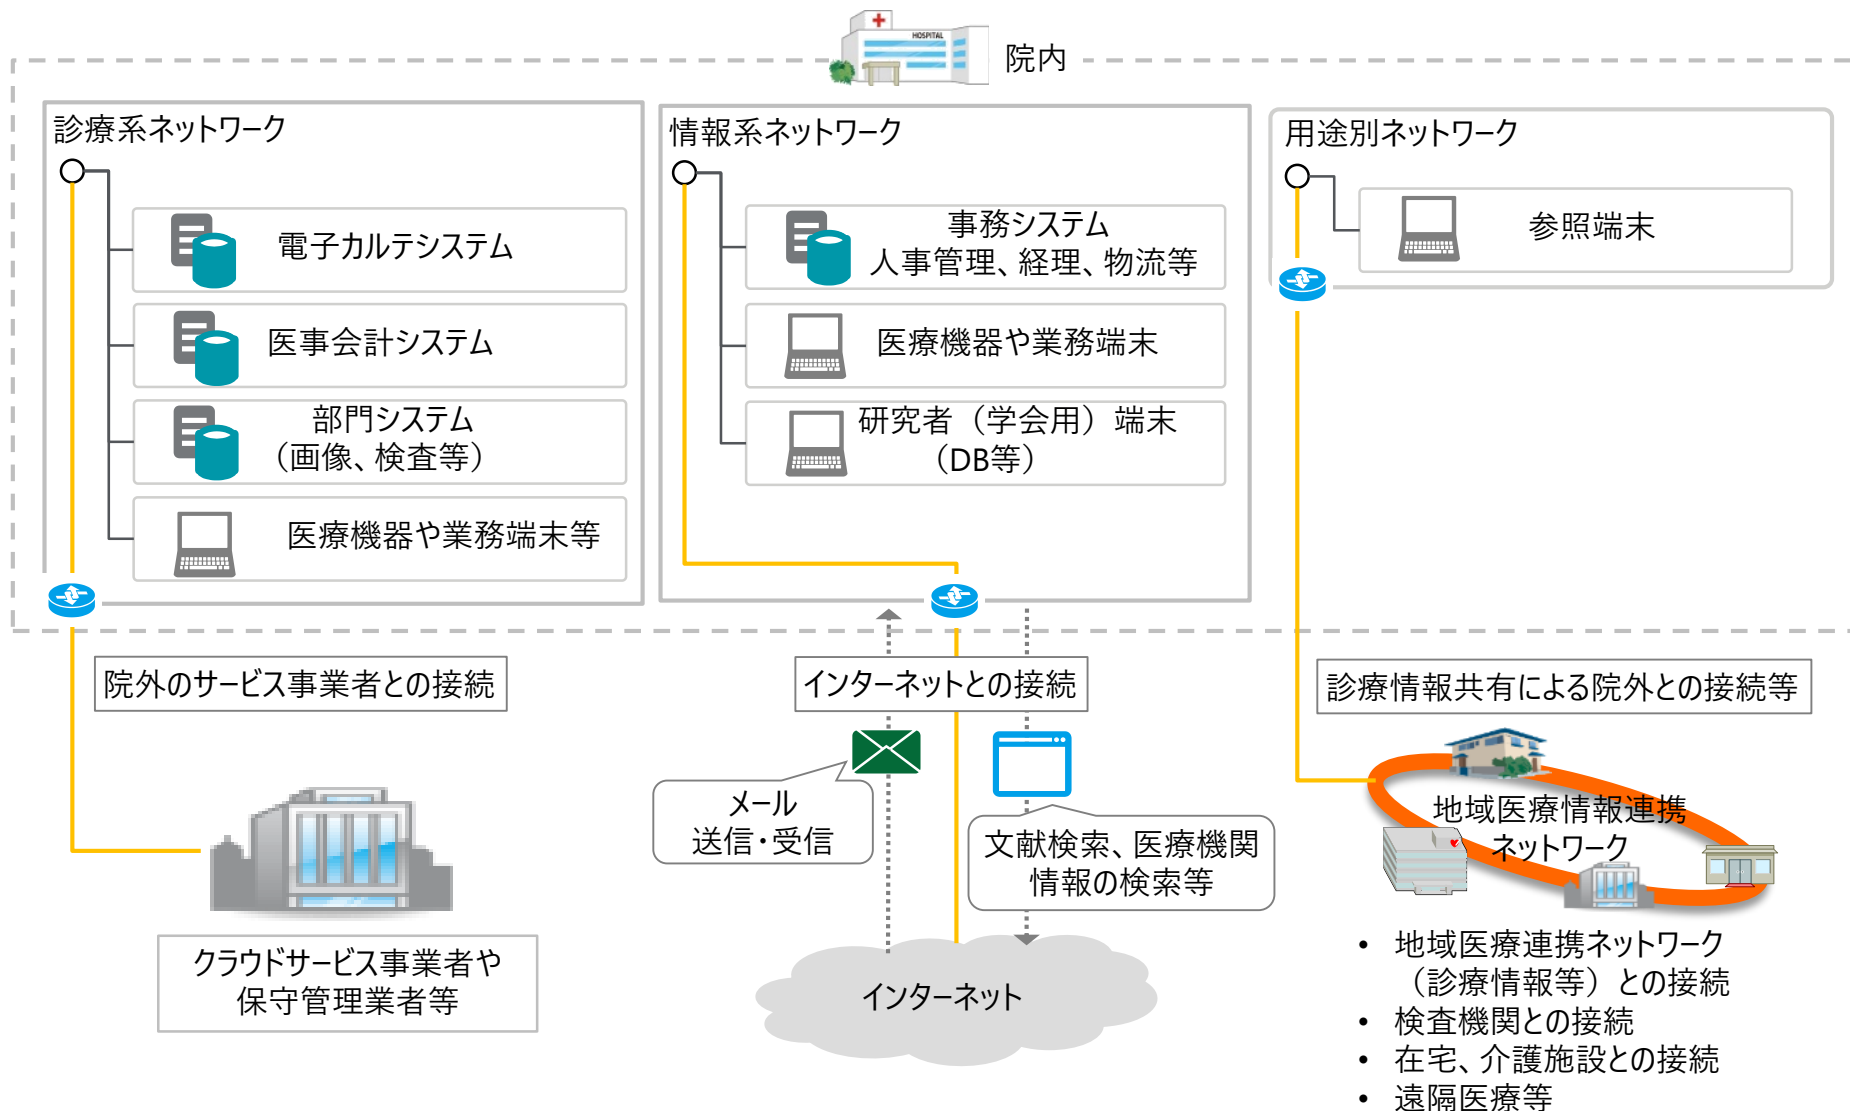 HOSPITAL
院内
診療系ネットワーク
電子カルテシステム
医事会計システム
部門システム
（画像、検査等）
医療機器や業務端末等
情報系ネットワーク
事務システム
人事管理、経理、物流等
医療機器や業務端末
研究者（学会用）端末
（DB等）
用途別ネットワーク
参照端末
院外のサービス事業者との接続
クラウドサービス事業者や
保守管理業者等
インターネットとの接続
メール
送信・受信
文献検索、医療機関
情報の検索等
インターネット
診療情報共有による院外との接続等
地域医療情報連携
ネットワーク
• 地域医療連携ネットワーク
（診療情報等）との接続
• 検査機関との接続
• 在宅、介護施設との接続
• 遠隔医療等